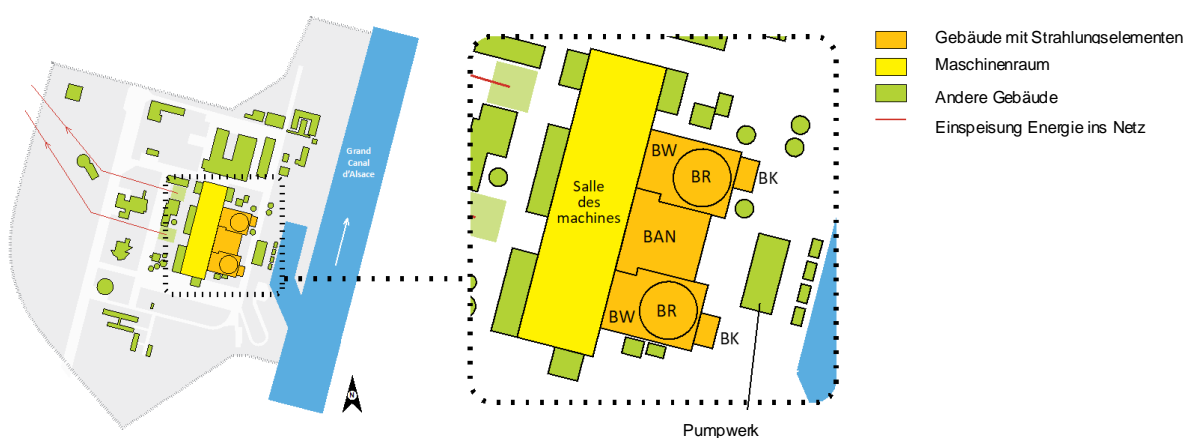 Grand
Canal
d'Alsace
N
Salle
des
machines
BW
BR
BK
BAN
BW
BR
BK
Pumpwerk
Gebäude mit Strahlungselementen
Maschinenraum
Andere Gebäude
Einspeisung Energie ins Netz